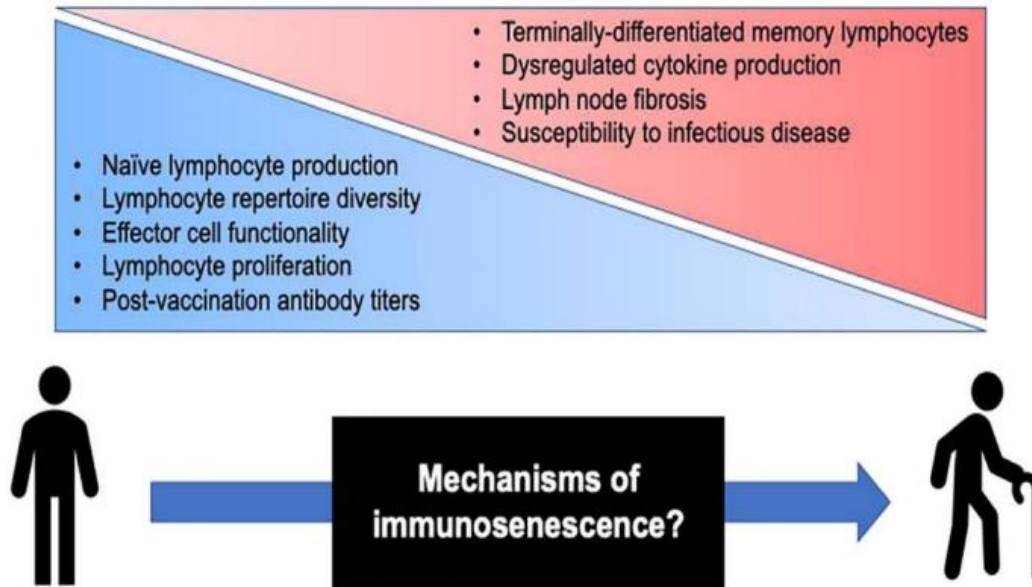 • Terminally-differentiated memory lymphocytes
• Dysregulated cytokine production
• Lymph node fibrosis
• Susceptibility to infectious disease
• Naïve lymphocyte production
• Lymphocyte repertoire diversity
• Effector cell functionality
• Lymphocyte proliferation
• Post-vaccination antibody titers
Mechanisms of
immunosenescence?